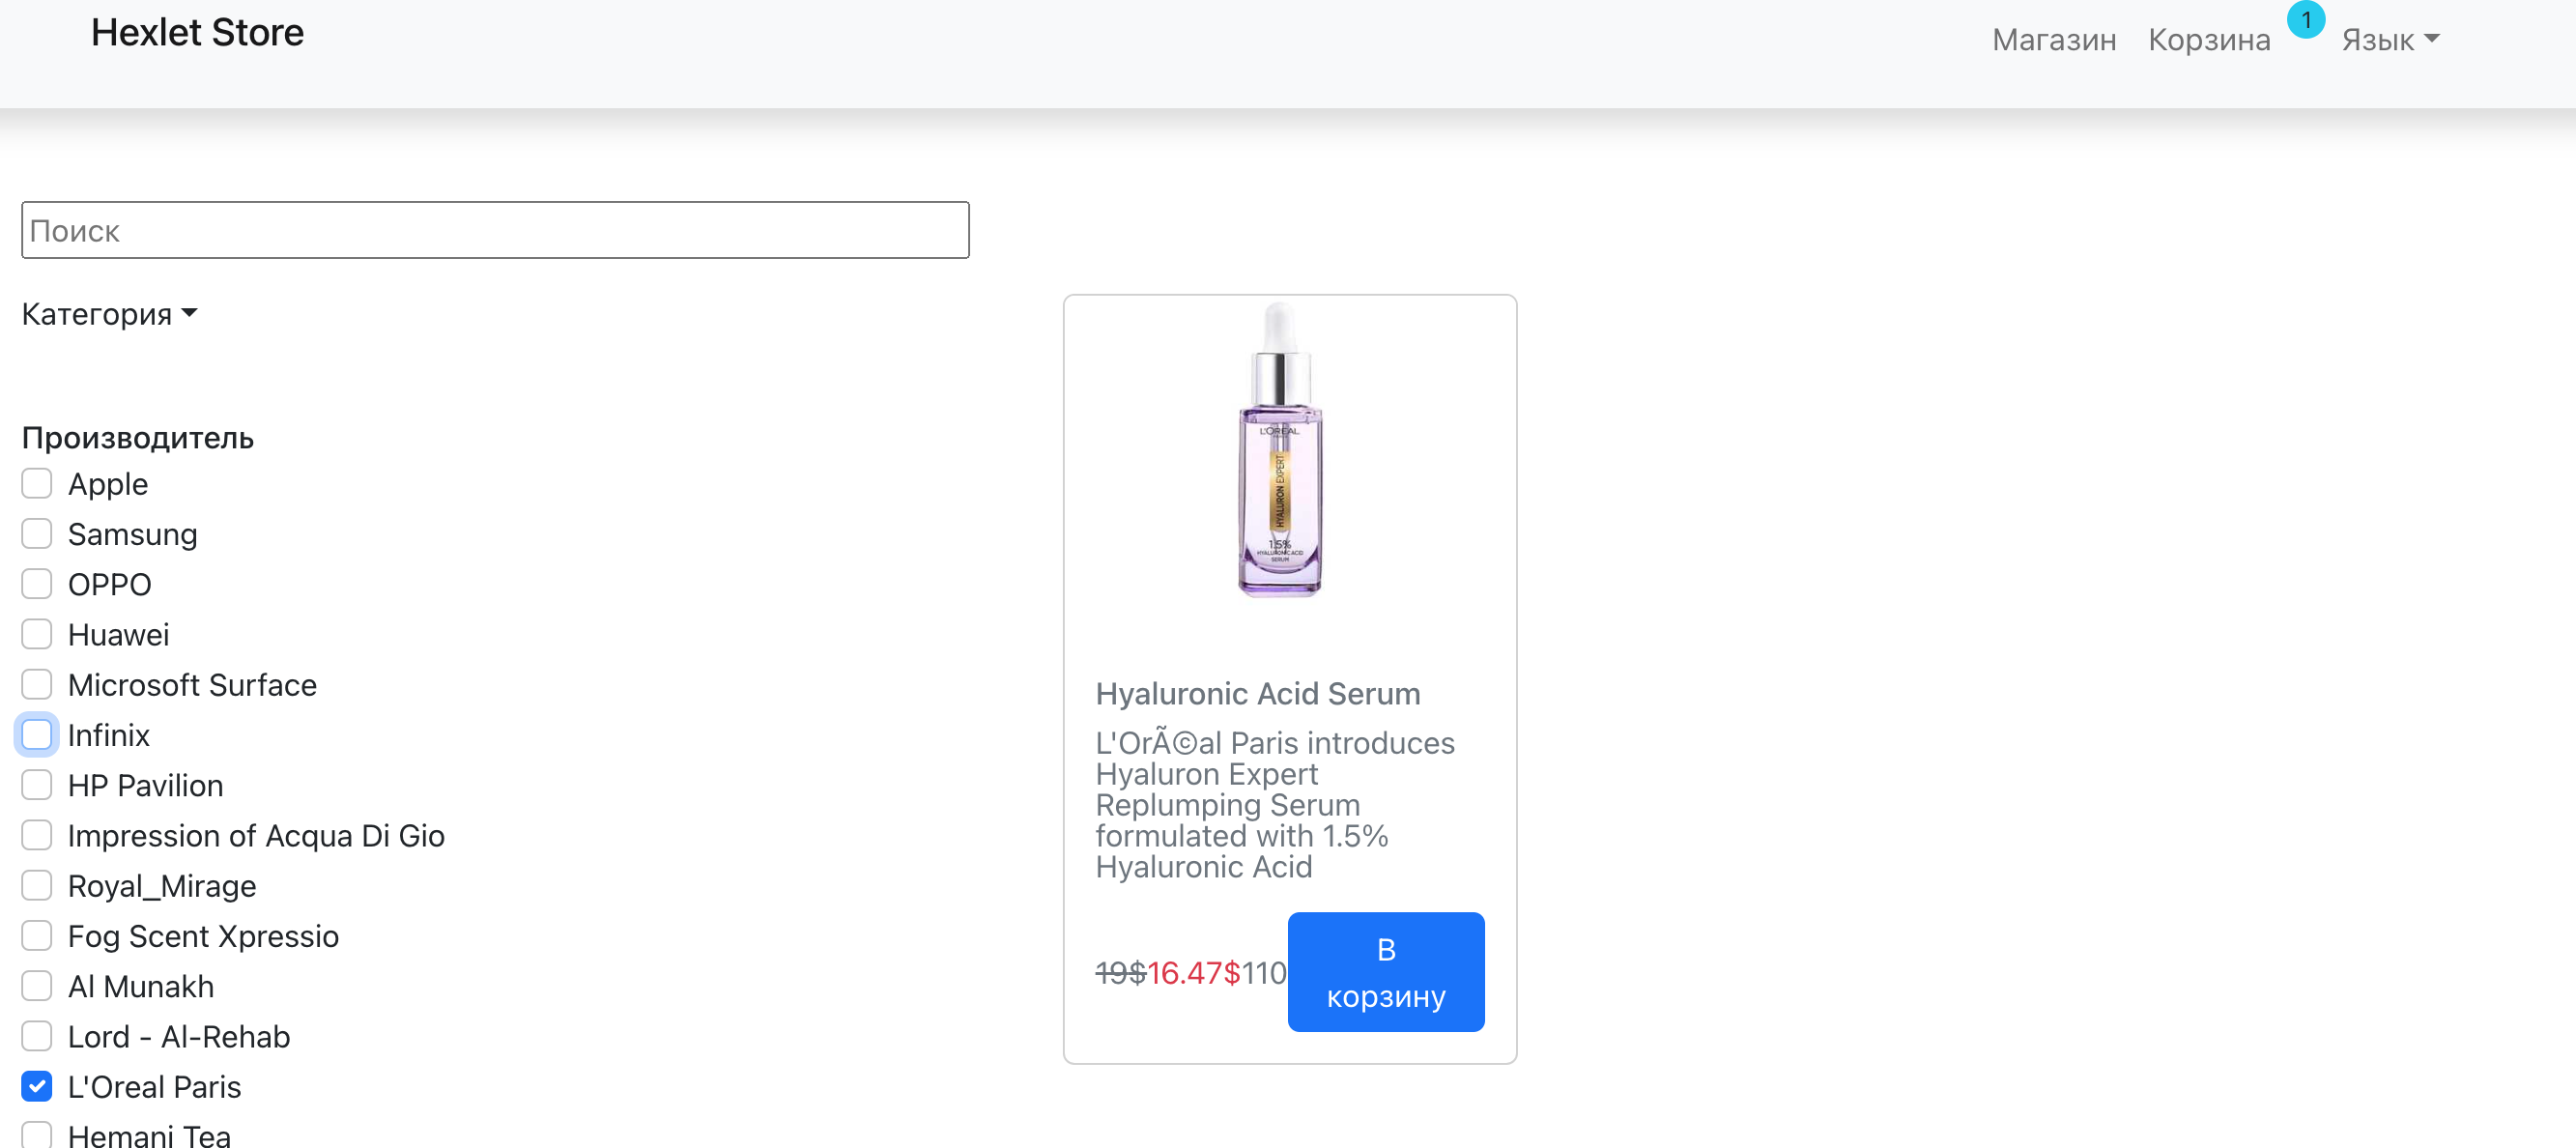 Hexlet Store
Магазин Корзина 1 Язык
Поиск
Категория
Производитель
Apple
Samsung
OPPO
Huawei
Microsoft Surface
Infinix
HP Pavilion
Impression of Acqua Di Gio
Royal_Mirage
Fog Scent Xpressio
Al Munakh
Lord - Al-Rehab
L'Oreal Paris
Hemani Tea
L'ORÉAL
PARIS
HYALURON EXPERT
1.5%
HYALURONIC ACID
SERUM
Hyaluronic Acid Serum
L'OrÃ©al Paris introduces
Hyaluron Expert
Replumping Serum
formulated with 1.5%
Hyaluronic Acid
19$16.47$110
В
корзину